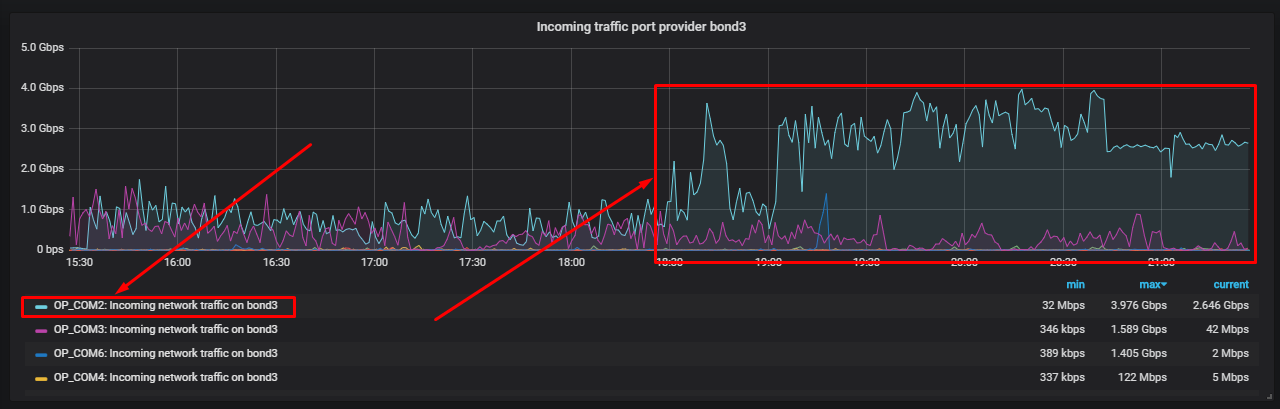 Incoming traffic port provider bond3
5.0 Gbps
4.0 Gbps
3.0 Gbps
2.0 Gbps
1.0 Gbps
0 bps
15:30 16:00 16:30 17:00 17:30 18:00 18:30 19:00 19:30 20:00 20:30 21:00
min max current
OP_COM2: Incoming network traffic on bond3 32 Mbps 3.976 Gbps 2.646 Gbps
OP_COM3: Incoming network traffic on bond3 346 kbps 1.589 Gbps 42 Mbps
OP_COM6: Incoming network traffic on bond3 389 kbps 1.405 Gbps 2 Mbps
OP_COM4: Incoming network traffic on bond3 337 kbps 122 Mbps 5 Mbps